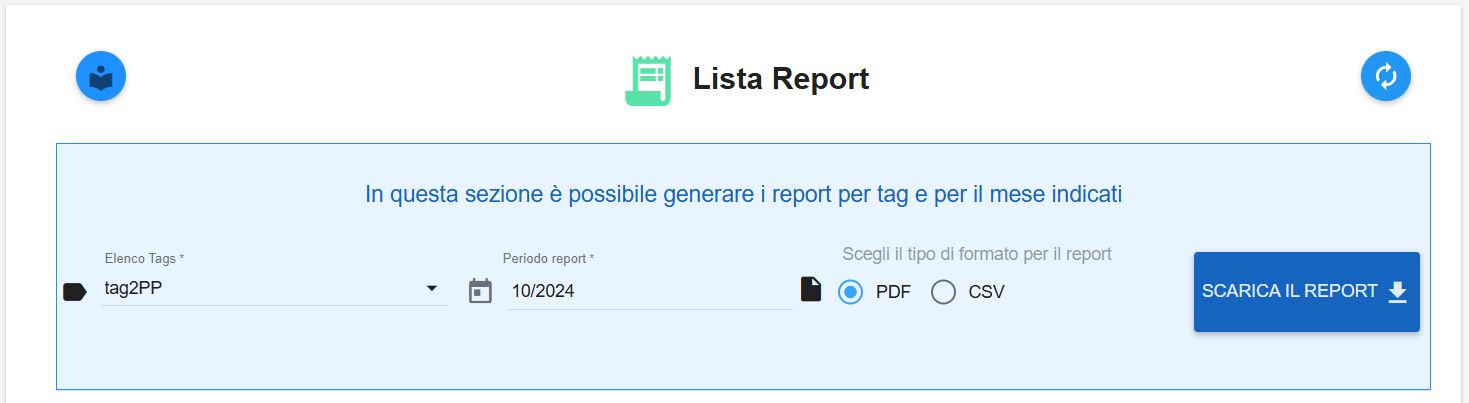 Lista Report
In questa sezione è possibile generare i report per tag e per il mese indicati
Elenco Tags *
tag2PP
Periodo report *
10/2024
Scegli il tipo di formato per il report
PDF
CSV
SCARICA IL REPORT